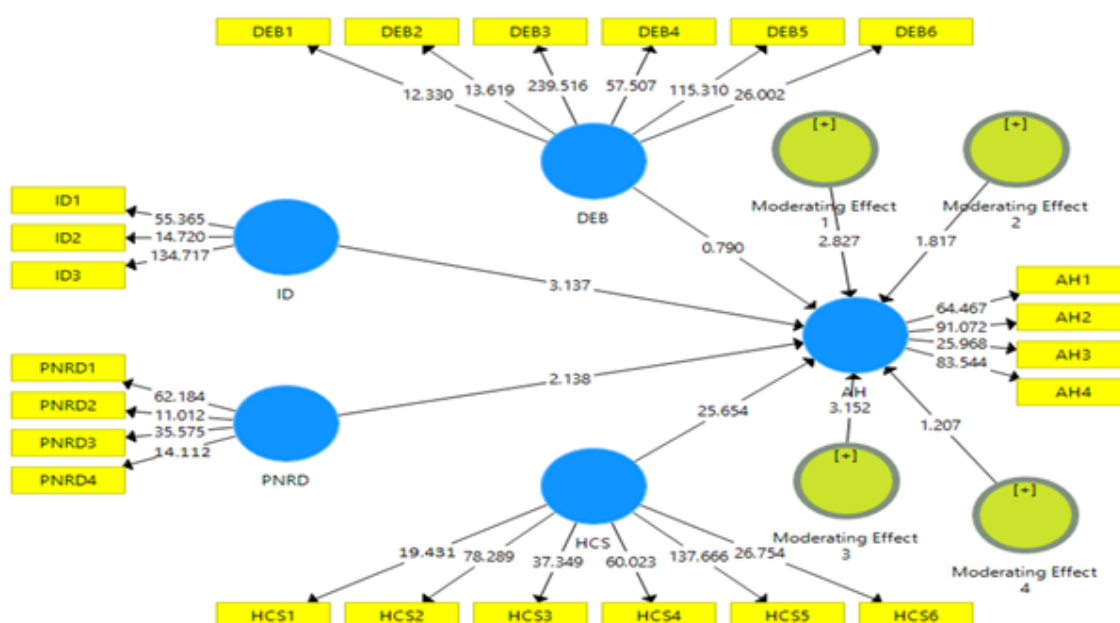 DEB1 DEB2 DEB3 DEB4 DEB5 DEB6
12.330 13.619 239.516 57.507 115.310 26.002
DEB
[+]
Moderating Effect
1
2.827
[+]
Moderating Effect
2
1.817
ID1
ID2
ID3
55.365
14.720
134.717
ID
0.790
3.137
PNRD1
PNRD2
PNRD3
PNRD4
62.184
11.012
35.575
14.112
PNRD
2.138
AH
AH1
AH2
AH3
AH4
64.467
91.072
25.968
83.544
25.654
3.152
1.207
[+]
Moderating Effect
3
[+]
Moderating Effect
4
HCS
19.431 78.289 37.349 60.023 137.666 26.754
HCS1 HCS2 HCS3 HCS4 HCS5 HCS6